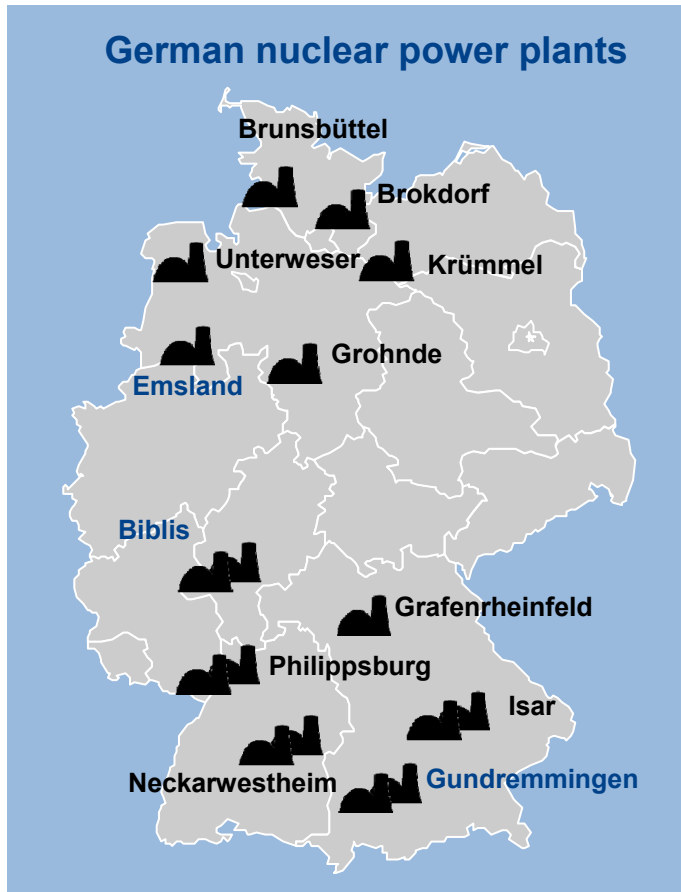 German nuclear power plants
Brunsbüttel
Brokdorf
Unterweser
Krümmel
Grohnde
Emsland
Biblis
Grafenrheinfeld
Philippsburg
Isar
Neckarwestheim
Gundremmingen